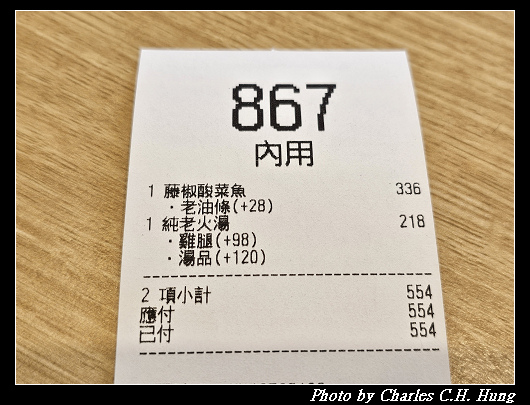 867
內用
1 藤椒酸菜魚 336
・老油條(+28)
1 純老火湯 218
・雞腿(+98)
・湯品(+120)
2 項小計 554
應付 554
已付 554
Photo by Charles C.H. Hung